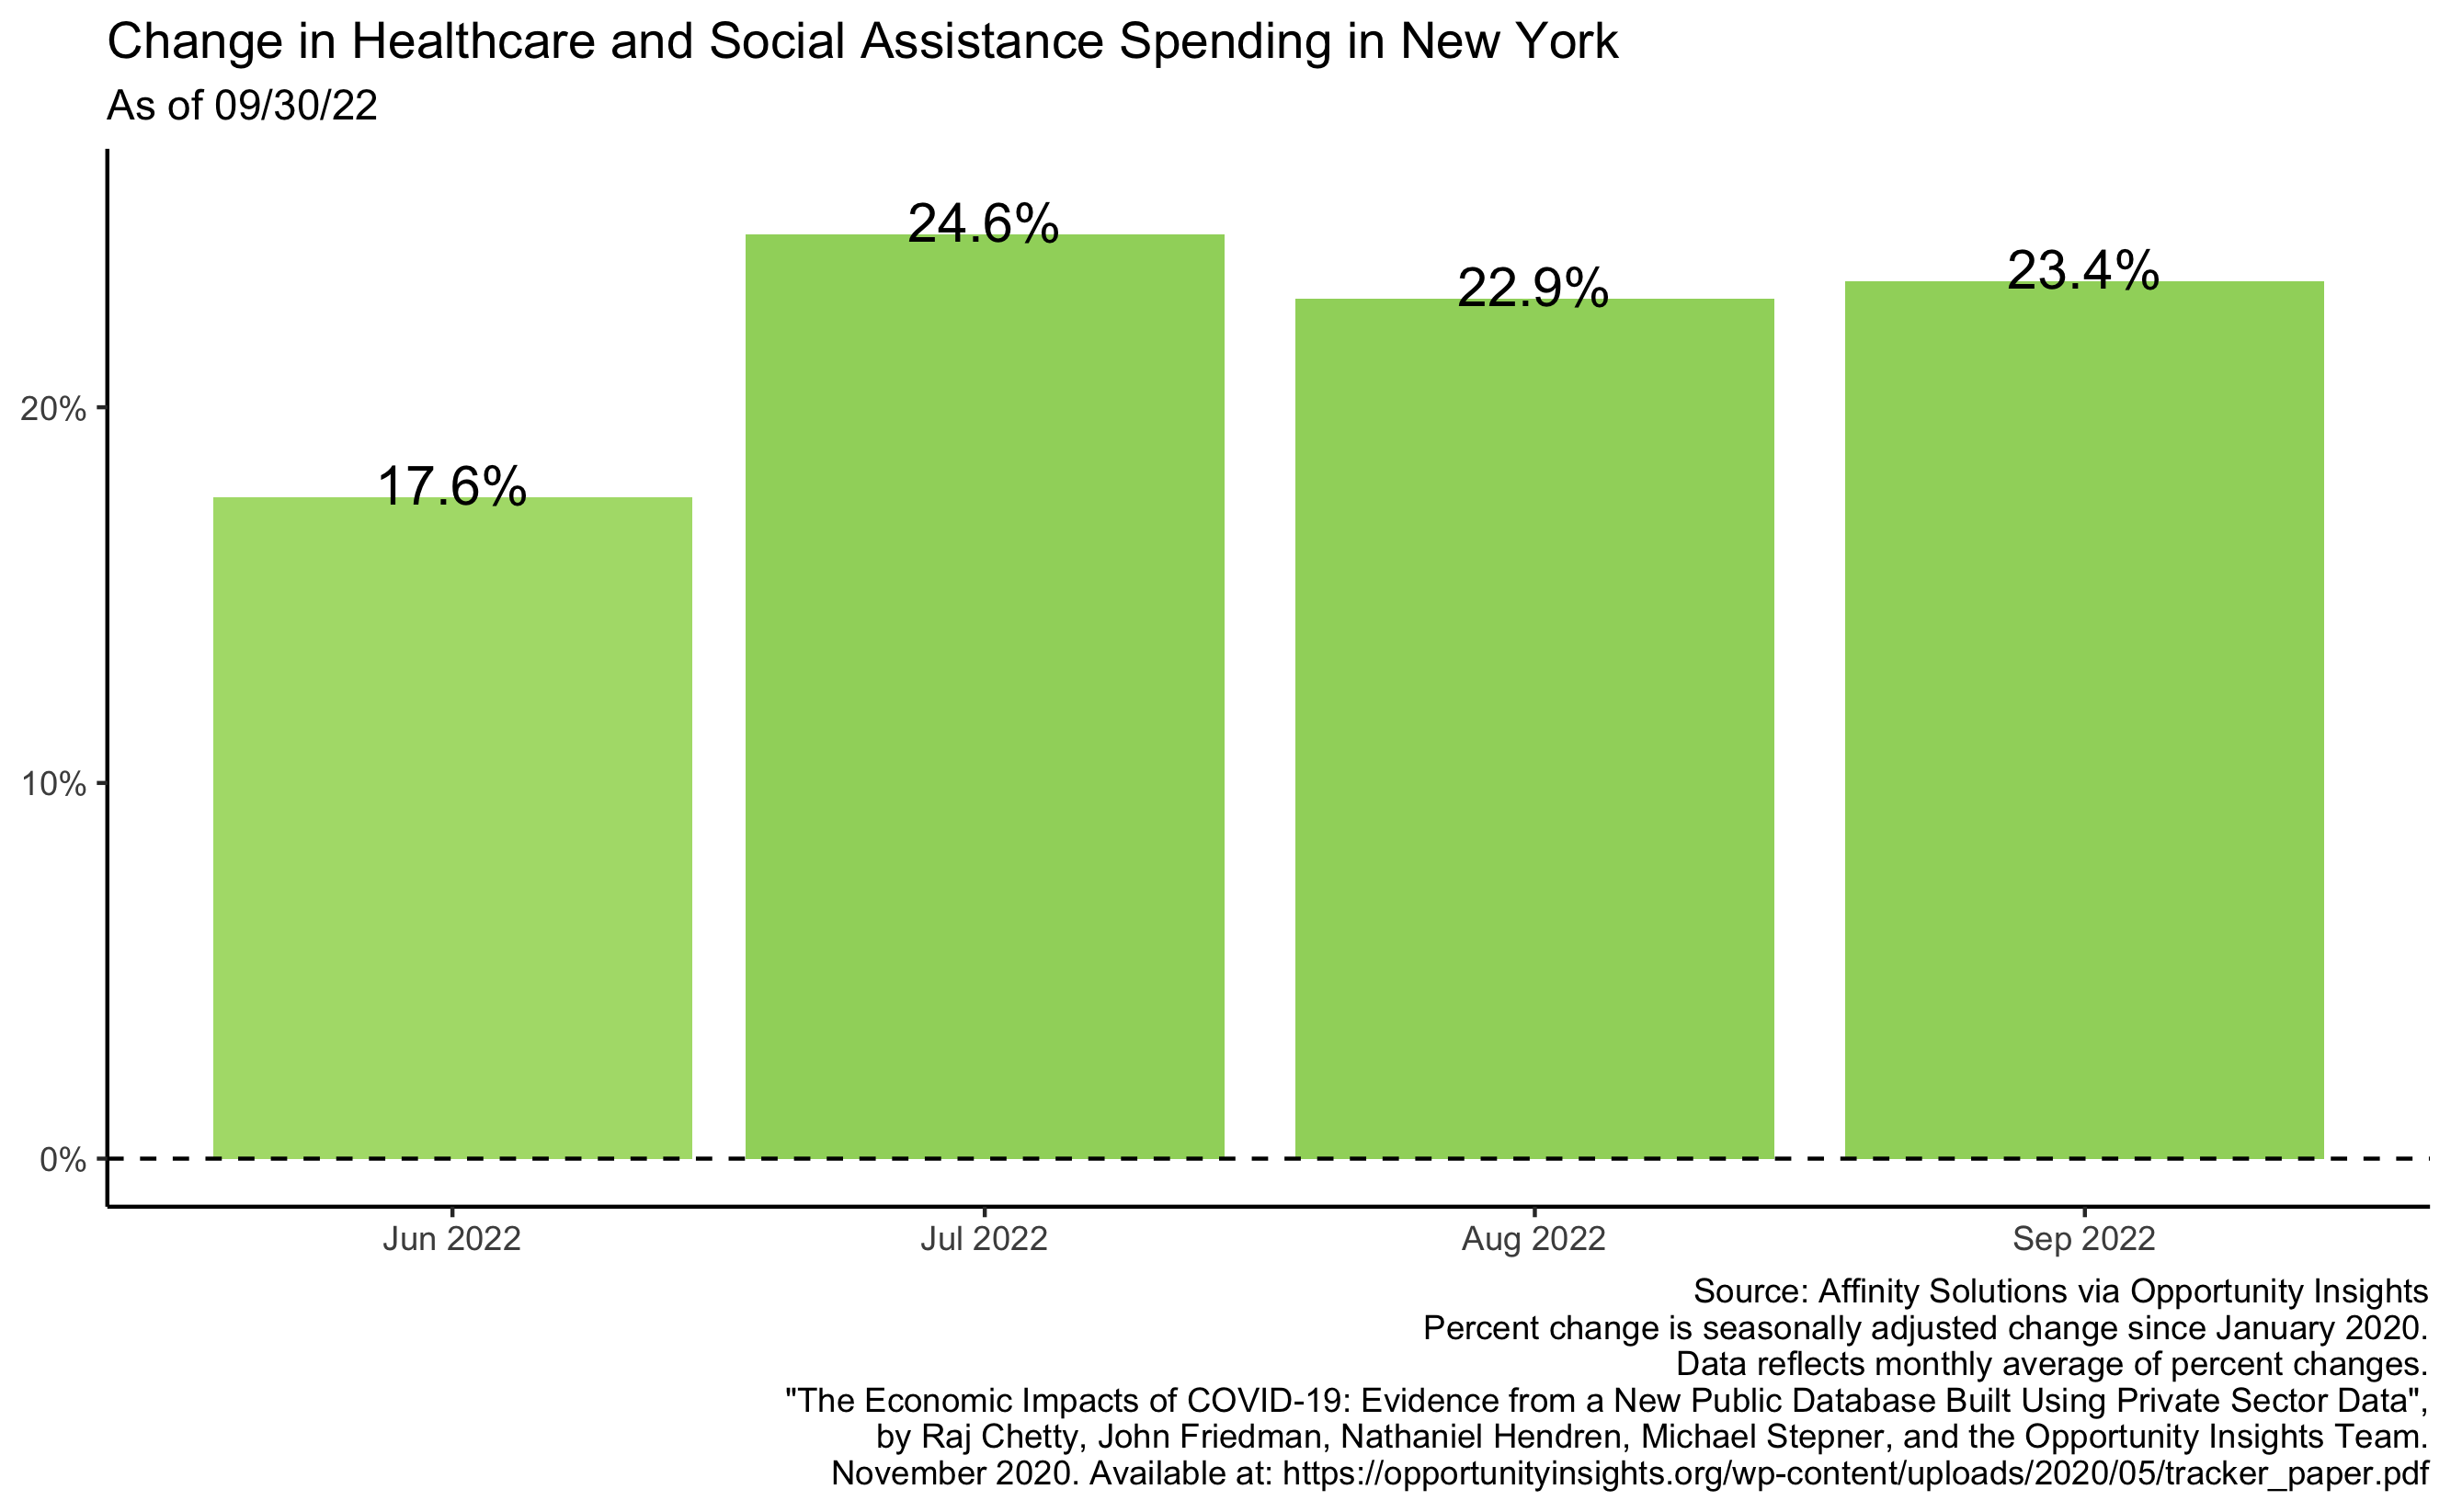 Change in Healthcare and Social Assistance Spending in New York
As of 09/30/22
24.6%
23.4%
22.9%
20%
17.6%
10%
0%
Jun 2022
Jul 2022
Aug 2022
Sep 2022
Source: Affinity Solutions via Opportunity Insights
Percent change is seasonally adjusted change since January 2020.
Data reflects monthly average of percent changes.
"The Economic Impacts of COVID-19: Evidence from a New Public Database Built Using Private Sector Data",
by Raj Chetty, John Friedman, Nathaniel Hendren, Michael Stepner, and the Opportunity Insights Team.
November 2020. Available at: https://opportunityinsights.org/wp-content/uploads/2020/05/tracker_paper.pdf